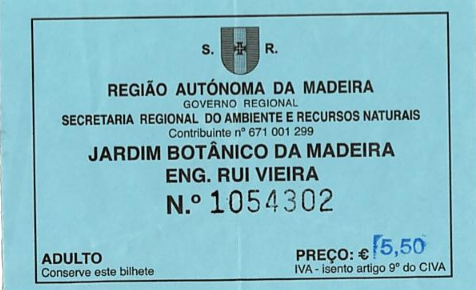 S. R.
REGIÃO AUTÓNOMA DA MADEIRA
GOVERNO REGIONAL
SECRETARIA REGIONAL DO AMBIENTE E RECURSOS NATURAIS
Contribuinte nº 671 001 299
JARDIM BOTÂNICO DA MADEIRA
ENG. RUI VIEIRA
N.º 1054302
ADULTO
Conserve este bilhete
PREÇO: € 5,50
IVA - isento artigo 9º do CIVA